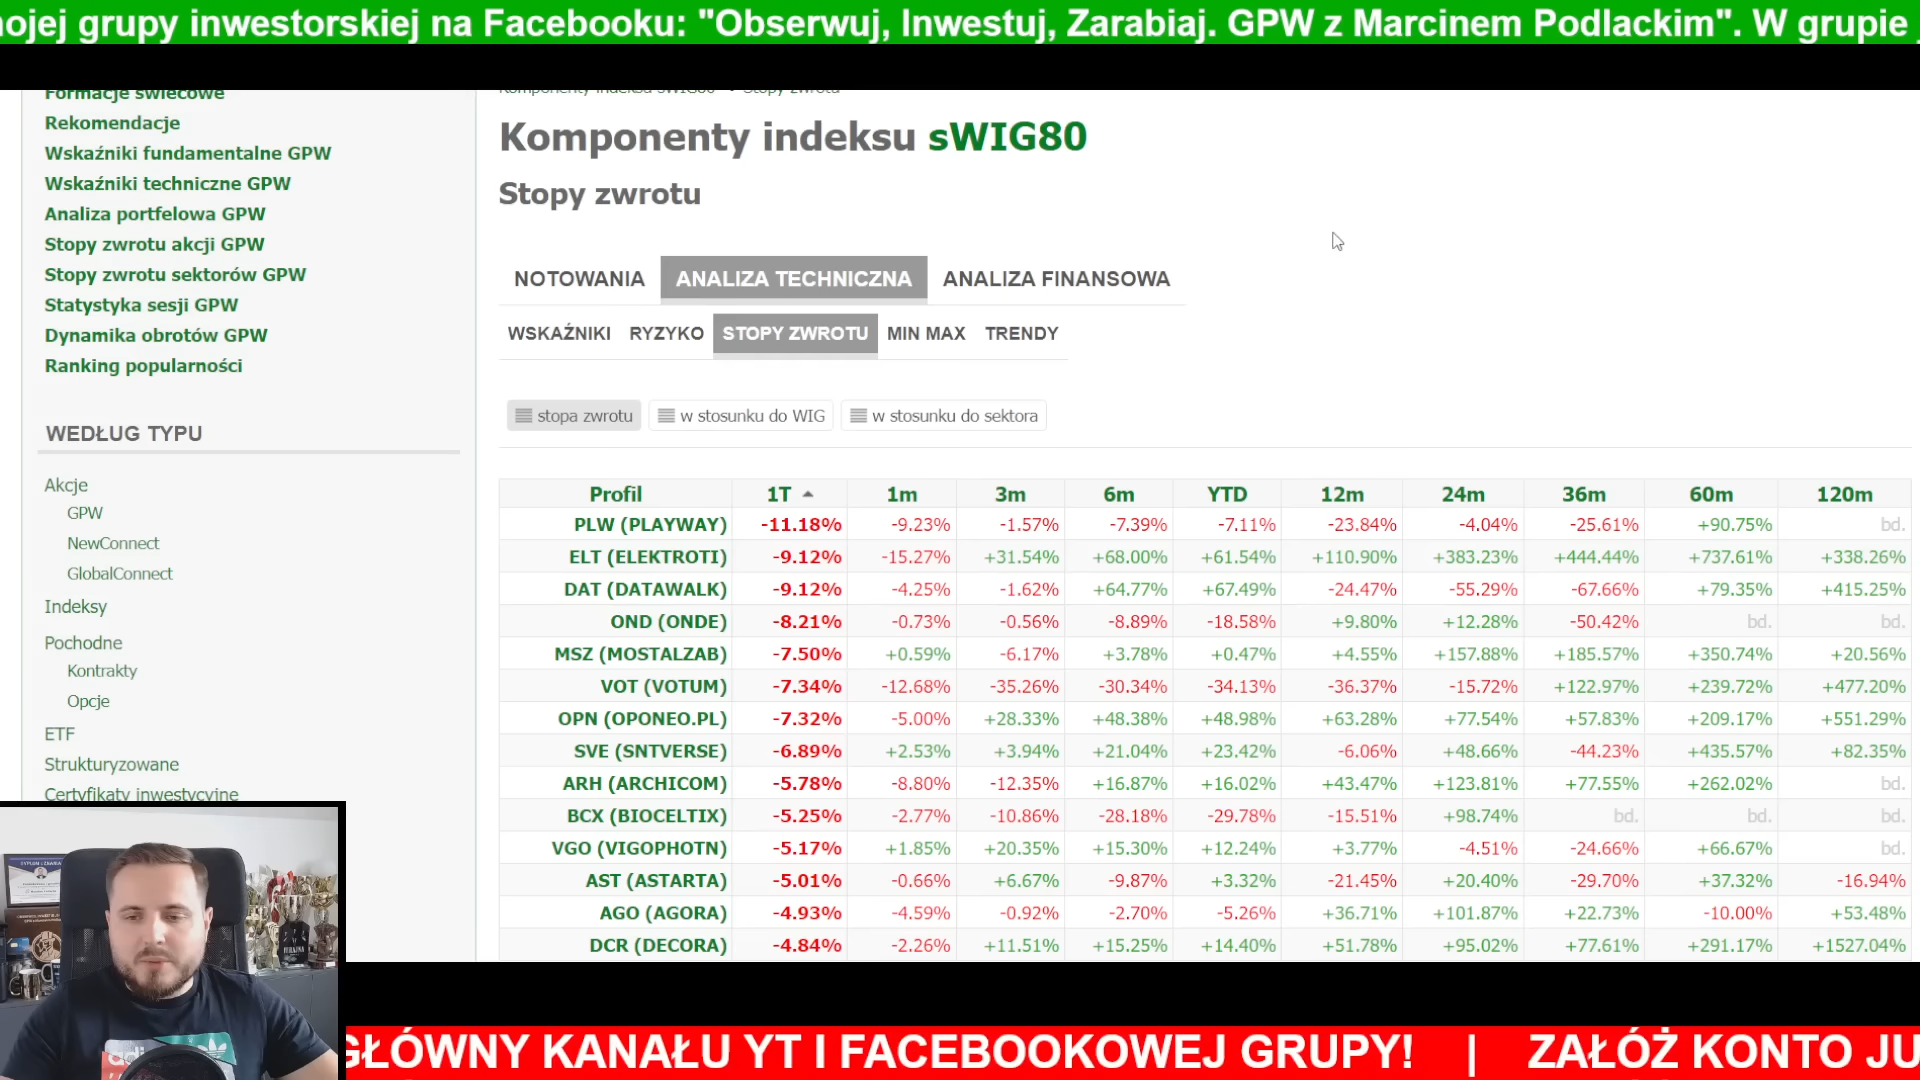 mojej grupy inwestorskiej na Facebooku: "Obserwuj, Inwestuj, Zarabiaj. GPW z Marcinem Podlackim". W grupie
Formacje świecowe
Rekomendacje
Wskaźniki fundamentalne GPW
Wskaźniki techniczne GPW
Analiza portfelowa GPW
Stopy zwrotu akcji GPW
Stopy zwrotu sektorów GPW
Statystyka sesji GPW
Dynamika obrotów GPW
Ranking popularności
WEDŁUG TYPU
Akcje
GPW
NewConnect
GlobalConnect
Indeksy
Pochodne
Kontrakty
Opcje
ETF
Strukturyzowane
Certyfikaty inwestycyjne
Komponenty indeksu sWIG80
Stopy zwrotu
NOTOWANIA ANALIZA TECHNICZNA ANALIZA FINANSOWA
WSKAŹNIKI RYZYKO STOPY ZWROTU MIN MAX TRENDY
stopa zwrotu w stosunku do WIG w stosunku do sektora
Profil 1T 1m 3m 6m YTD 12m 24m 36m 60m 120m
PLW (PLAYWAY) -11.18% -9.23% -1.57% -7.39% -7.11% -23.84% -4.04% -25.61% +90.75% bd.
ELT (ELEKTROTI) -9.12% -15.27% +31.54% +68.00% +61.54% +110.90% +383.23% +444.44% +737.61% +338.26%
DAT (DATAWALK) -9.12% -4.25% -1.62% +64.77% +67.49% -24.47% -55.29% -67.66% +79.35% +415.25%
OND (ONDE) -8.21% -0.73% -0.56% -8.89% -18.58% +9.80% +12.28% -50.42% bd. bd.
MSZ (MOSTALZAB) -7.50% +0.59% -6.17% +3.78% +0.47% +4.55% +157.88% +185.57% +350.74% +20.56%
VOT (VOTUM) -7.34% -12.68% -35.26% -30.34% -34.13% -36.37% -15.72% +122.97% +239.72% +477.20%
OPN (OPONEO.PL) -7.32% -5.00% +28.33% +48.38% +48.98% +63.28% +77.54% +57.83% +209.17% +551.29%
SVE (SNTVERSE) -6.89% +2.53% +3.94% +21.04% +23.42% -6.06% +48.66% -44.23% +435.57% +82.35%
ARH (ARCHICOM) -5.78% -8.80% -12.35% +16.87% +16.02% +43.47% +123.81% +77.55% +262.02% bd.
BCX (BIOCELTIX) -5.25% -2.77% -10.86% -28.18% -29.78% -15.51% +98.74% bd. bd. bd.
VGO (VIGOPHOTN) -5.17% +1.85% +20.35% +15.30% +12.24% +3.77% -4.51% -24.66% +66.67% bd.
AST (ASTARTA) -5.01% -0.66% +6.67% -9.87% +3.32% -21.45% +20.40% -29.70% +37.32% -16.94%
AGO (AGORA) -4.93% -4.59% -0.92% -2.70% -5.26% +36.71% +101.87% +22.73% -10.00% +53.48%
DCR (DECORA) -4.84% -2.26% +11.51% +15.25% +14.40% +51.78% +95.02% +77.61% +291.17% +1527.04%
GŁÓWNY KANAŁU YT I FACEBOOKOWEJ GRUPY! | ZAŁÓŻ KONTO JU